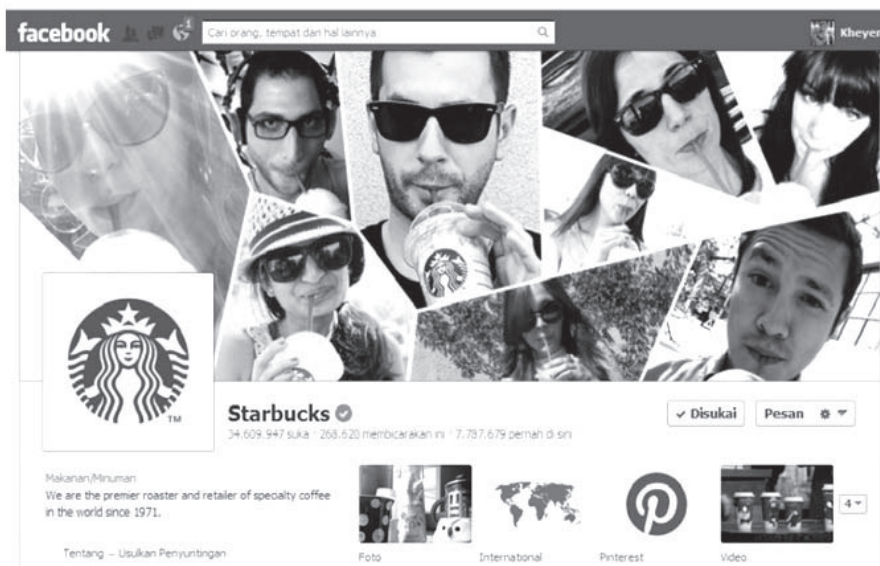 facebook
1
Cari orang, tempat dan hal lainnya
Kheyen
TM
Starbucks
✓ Disukai
Pesan
34.609.947 suka · 268.620 membicarakan ini · 7.787.679 pernah di sini
Makanan/Minuman
We are the premier roaster and retailer of specialty coffee
in the world since 1971.
4
Tentang – Usulkan Penyuntingan
Foto
International
Pinterest
Video